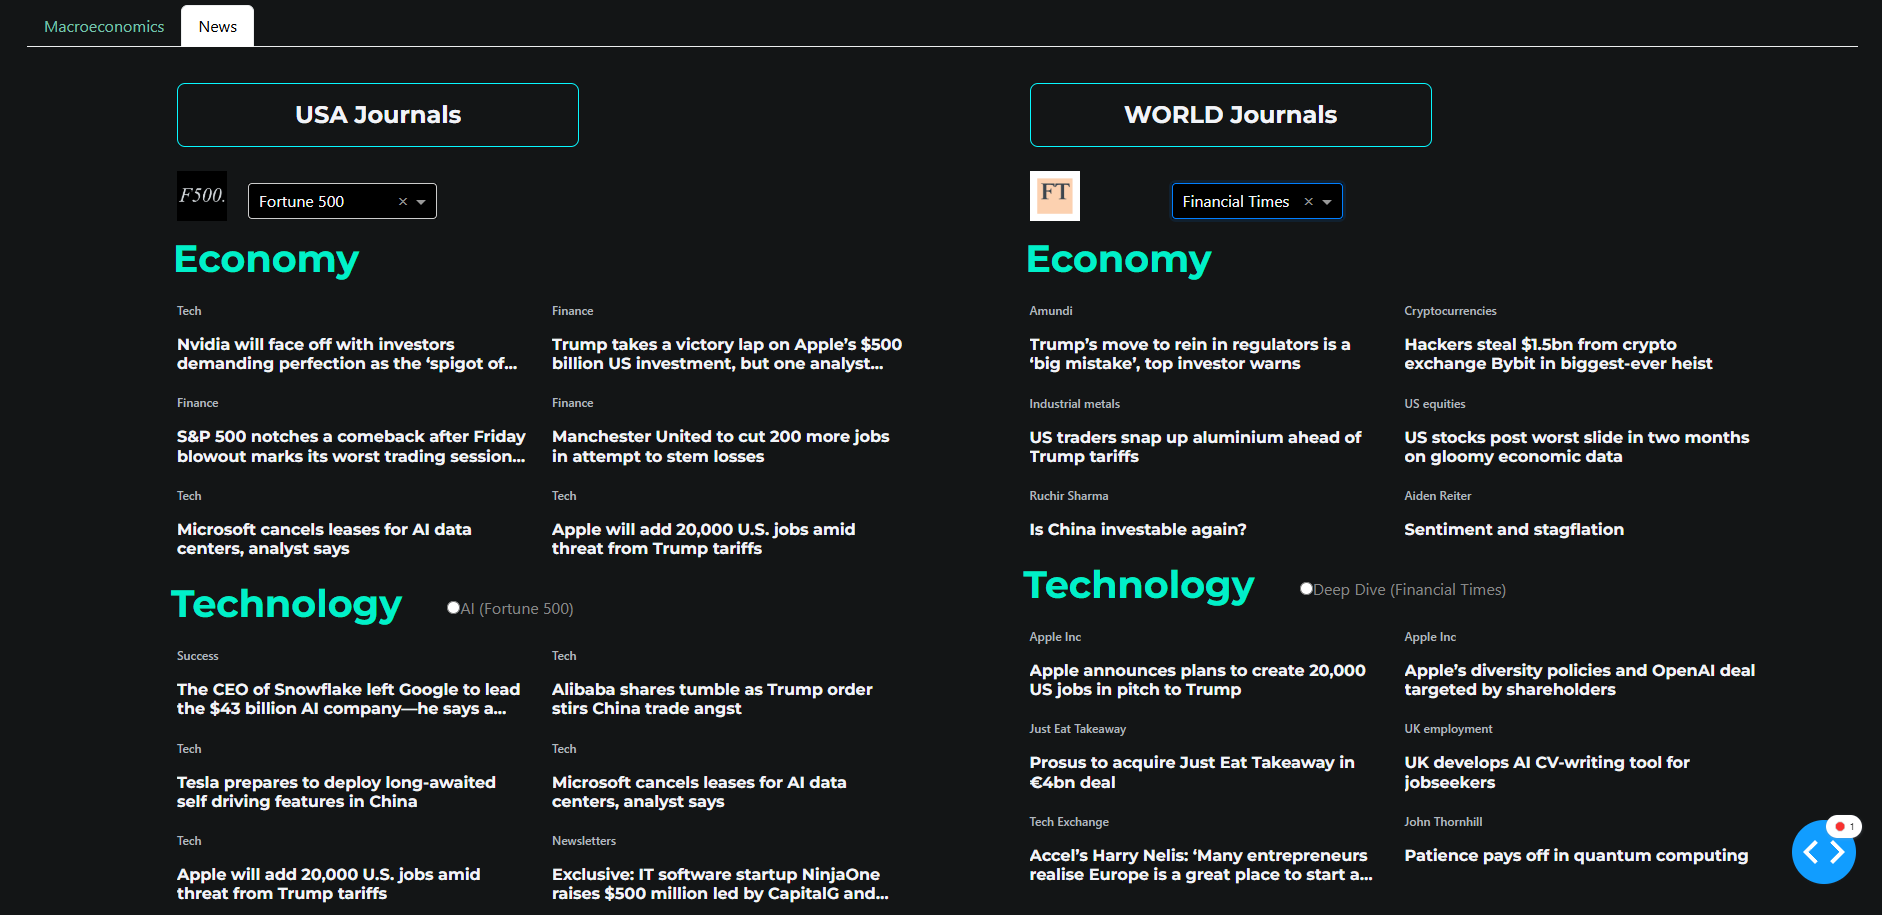 Macroeconomics
News
USA Journals
F500.
Fortune 500
Economy
Tech
Nvidia will face off with investors
demanding perfection as the ‘spigot of...
Finance
Trump takes a victory lap on Apple’s $500
billion US investment, but one analyst...
Finance
S&P 500 notches a comeback after Friday
blowout marks its worst trading session...
Finance
Manchester United to cut 200 more jobs
in attempt to stem losses
Tech
Microsoft cancels leases for AI data
centers, analyst says
Tech
Apple will add 20,000 U.S. jobs amid
threat from Trump tariffs
Technology
AI (Fortune 500)
Success
The CEO of Snowflake left Google to lead
the $43 billion AI company—he says a...
Tech
Alibaba shares tumble as Trump order
stirs China trade angst
Tech
Tesla prepares to deploy long-awaited
self driving features in China
Tech
Microsoft cancels leases for AI data
centers, analyst says
Tech
Apple will add 20,000 U.S. jobs amid
threat from Trump tariffs
Newsletters
Exclusive: IT software startup NinjaOne
raises $500 million led by CapitalG and...
WORLD Journals
FT
Financial Times
Economy
Amundi
Trump’s move to rein in regulators is a
‘big mistake’, top investor warns
Cryptocurrencies
Hackers steal $1.5bn from crypto
exchange Bybit in biggest-ever heist
Industrial metals
US traders snap up aluminium ahead of
Trump tariffs
US equities
US stocks post worst slide in two months
on gloomy economic data
Ruchir Sharma
Is China investable again?
Aiden Reiter
Sentiment and stagflation
Technology
Deep Dive (Financial Times)
Apple Inc
Apple announces plans to create 20,000
US jobs in pitch to Trump
Apple Inc
Apple’s diversity policies and OpenAI deal
targeted by shareholders
Just Eat Takeaway
Prosus to acquire Just Eat Takeaway in
€4bn deal
UK employment
UK develops AI CV-writing tool for
jobseekers
Tech Exchange
Accel’s Harry Nelis: ‘Many entrepreneurs
realise Europe is a great place to start a...
John Thornhill
Patience pays off in quantum computing
1